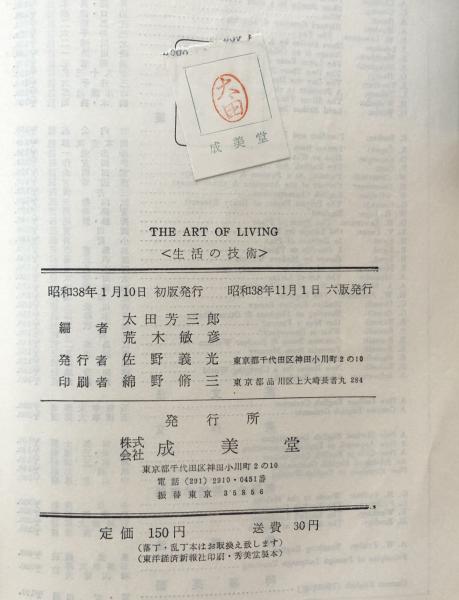 太田
成美堂
THE ART OF LIVING
<生活の技術>
昭和38年1月10日 初版発行 昭和38年11月1日 六版発行
編者 太田芳三郎
荒木敏彦
発行者 佐野義光 東京都千代田区神田小川町2の10
印刷者 綿野脩三 東京都品川区上大崎長者丸 284
発行所
株式会社 成美堂
東京都千代田区神田小川町2の10
電話 (291) 2910・0451番
振替東京 35856
定価 150円 送費 30円
(落丁・乱丁本はお取換え致します)
(東洋経済新報社印刷・秀美堂製本)